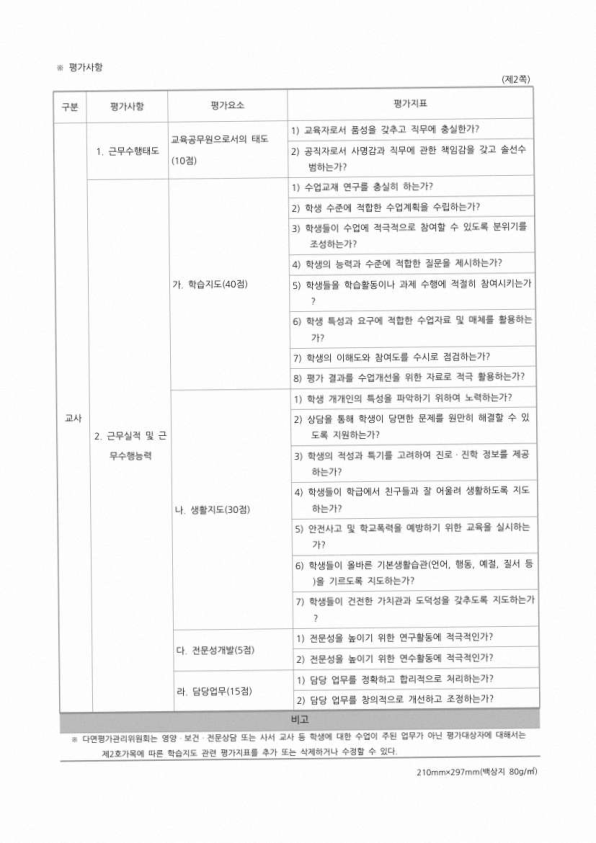 ※ 평가사항
(제2쪽)
구분 평가사항 평가요소 평가지표
교사
1. 근무수행태도
교육공무원으로서의 태도
(10점)
1) 교육자로서 품성을 갖추고 직무에 충실한가?
2) 공직자로서 사명감과 직무에 관한 책임감을 갖고 솔선수
범하는가?
2. 근무실적 및 근
무수행능력
가. 학습지도(40점)
1) 수업교재 연구를 충실히 하는가?
2) 학생 수준에 적합한 수업계획을 수립하는가?
3) 학생들이 수업에 적극적으로 참여할 수 있도록 분위기를
조성하는가?
4) 학생의 능력과 수준에 적합한 질문을 제시하는가?
5) 학생들을 학습활동이나 과제 수행에 적절히 참여시키는가
?
6) 학생 특성과 요구에 적합한 수업자료 및 매체를 활용하는
가?
7) 학생의 이해도와 참여도를 수시로 점검하는가?
8) 평가 결과를 수업개선을 위한 자료로 적극 활용하는가?
나. 생활지도(30점)
1) 학생 개개인의 특성을 파악하기 위하여 노력하는가?
2) 상담을 통해 학생이 당면한 문제를 원만히 해결할 수 있
도록 지원하는가?
3) 학생의 적성과 특기를 고려하여 진로·진학 정보를 제공
하는가?
4) 학생들이 학급에서 친구들과 잘 어울려 생활하도록 지도
하는가?
5) 안전사고 및 학교폭력을 예방하기 위한 교육을 실시하는
가?
6) 학생들이 올바른 기본생활습관(언어, 행동, 예절, 질서 등
)을 기르도록 지도하는가?
7) 학생들이 건전한 가치관과 도덕성을 갖추도록 지도하는가
?
다. 전문성개발(5점)
1) 전문성을 높이기 위한 연구활동에 적극적인가?
2) 전문성을 높이기 위한 연수활동에 적극적인가?
라. 담당업무(15점)
1) 담당 업무를 정확하고 합리적으로 처리하는가?
2) 담당 업무를 창의적으로 개선하고 조정하는가?
비고
※ 다면평가관리위원회는 영양·보건·전문상담 또는 사서 교사 등 학생에 대한 수업이 주된 업무가 아닌 평가대상자에 대해서는
제2호가목에 따른 학습지도 관련 평가지표를 추가 또는 삭제하거나 수정할 수 있다.
210mm×297mm(백상지 80g/㎡)